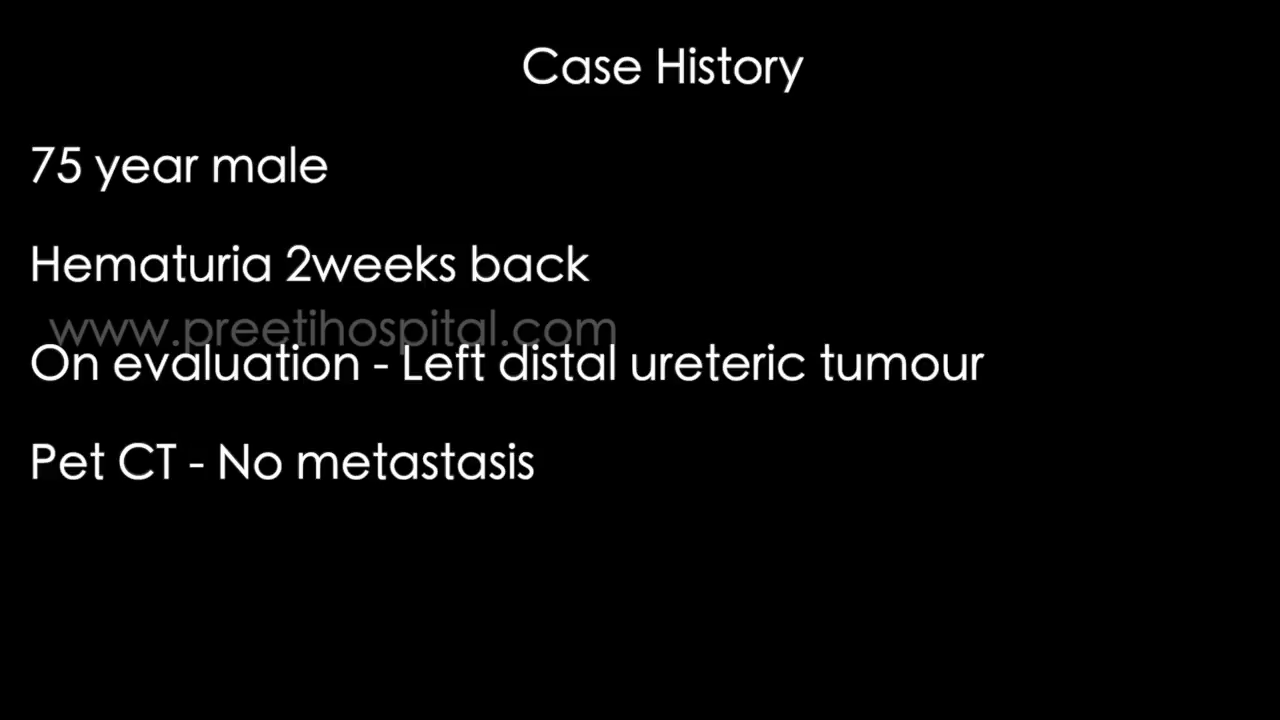 Case History
75 year male
Hematuria 2weeks back
www.preetihospital.com
On evaluation - Left distal ureteric tumour
Pet CT - No metastasis